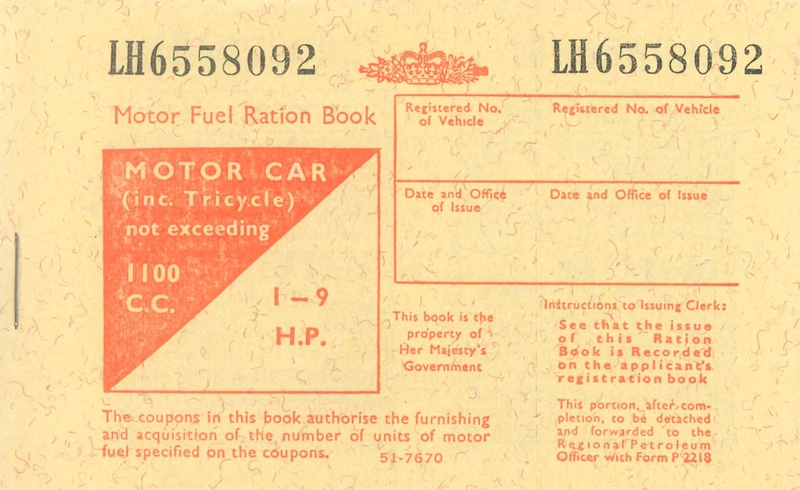 LH6558092
LH6558092
Motor Fuel Ration Book
MOTOR CAR
(inc. Tricycle)
not exceeding
1100
C.C.
1—9
H.P.
Registered No.
of Vehicle
Registered No. of Vehicle
Date and Office
of Issue
Date and Office of Issue
This book is the
property of
Her Majesty's
Government
Instructions to Issuing Clerk:
See that the issue
of this Ration
Book is Recorded
on the applicant's
registration book
This portion, after com-
pletion, to be detached
and forwarded to the
Regional Petroleum
Officer with Form P 2218
The coupons in this book authorise the furnishing
and acquisition of the number of units of motor
fuel specified on the coupons.
51-7670